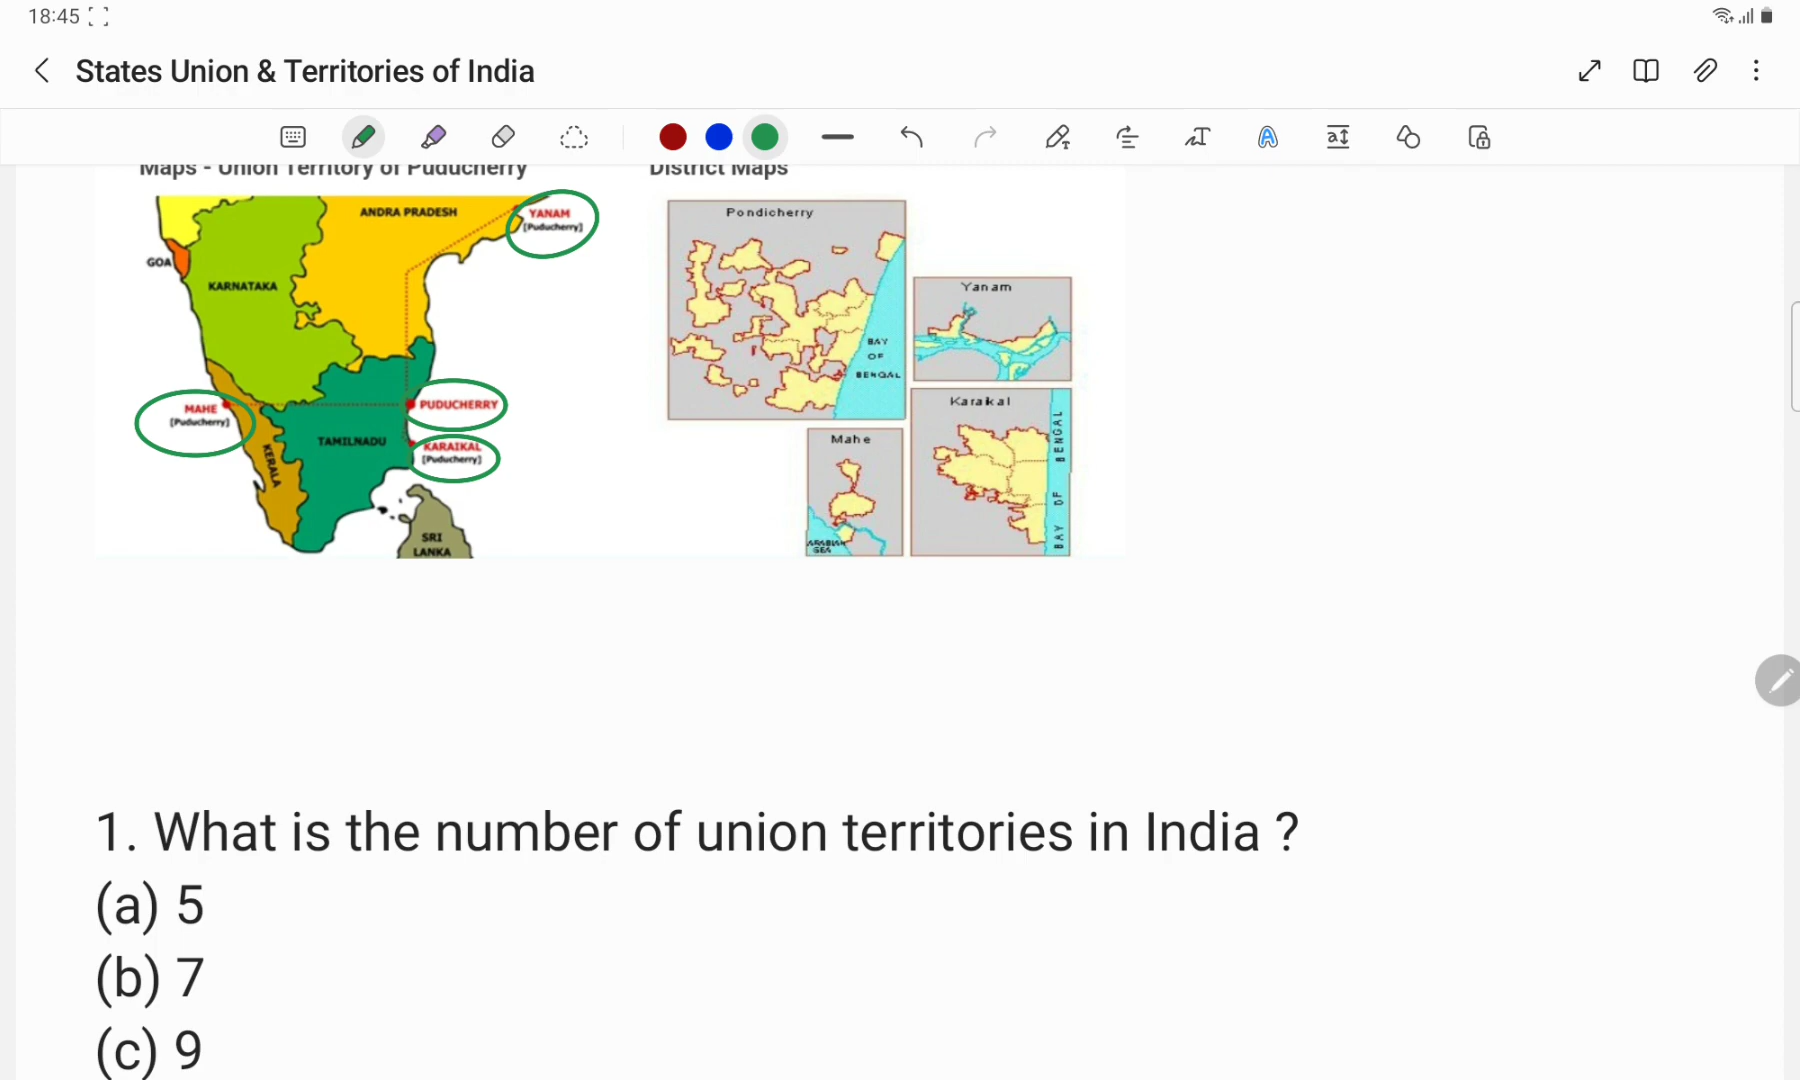 18:45
States Union & Territories of India
Maps - Union Territory of Puducherry
District Maps
ANDRA PRADESH
YANAM
[Puducherry]
GOA
KARNATAKA
MAHE
[Puducherry]
PUDUCHERRY
KARAIKAL
[Puducherry]
TAMILNADU
KERALA
SRI
LANKA
Pondicherry
BAY
OF
BENGAL
Yanam
Karaikal
BAY OF BENGAL
Mahe
ARABIAN
SEA
1. What is the number of union territories in India ?
(a) 5
(b) 7
(c) 9